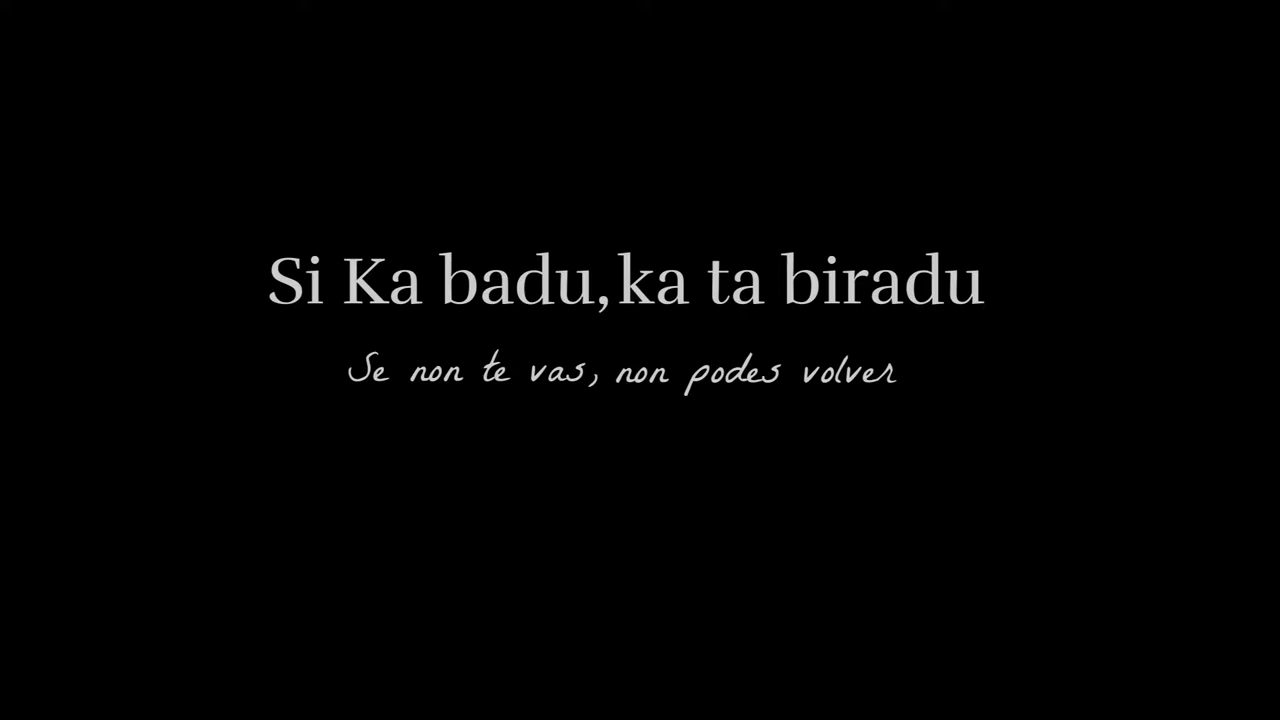 Si Ka badu, ka ta biradu
Se non te vas, non podes volver